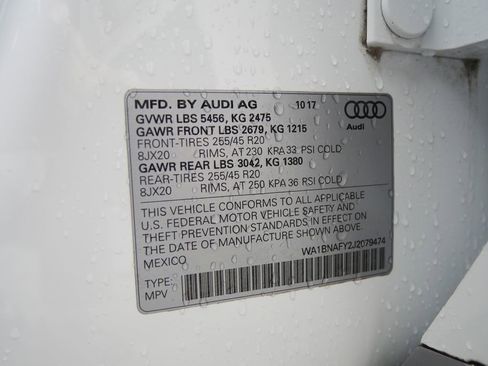 MFD. BY AUDI AG 10 17
GVWR LBS 5456, KG 2475
GAWR FRONT LBS 2679, KG 1215
FRONT-TIRES 255/45 R20
8JX20 RIMS, AT 230 KPA 33 PSI COLD
GAWR REAR LBS 3042, KG 1380
REAR-TIRES 255/45 R20
8JX20 RIMS, AT 250 KPA 36 PSI COLD
Audi
THIS VEHICLE CONFORMS TO ALL APPLICABLE
U.S. FEDERAL MOTOR VEHICLE SAFETY AND
THEFT PREVENTION STANDARDS IN EFFECT ON
THE DATE OF MANUFACTURE SHOWN ABOVE.
MEXICO WA1BNAFY2J2079474
TYPE:
MPV